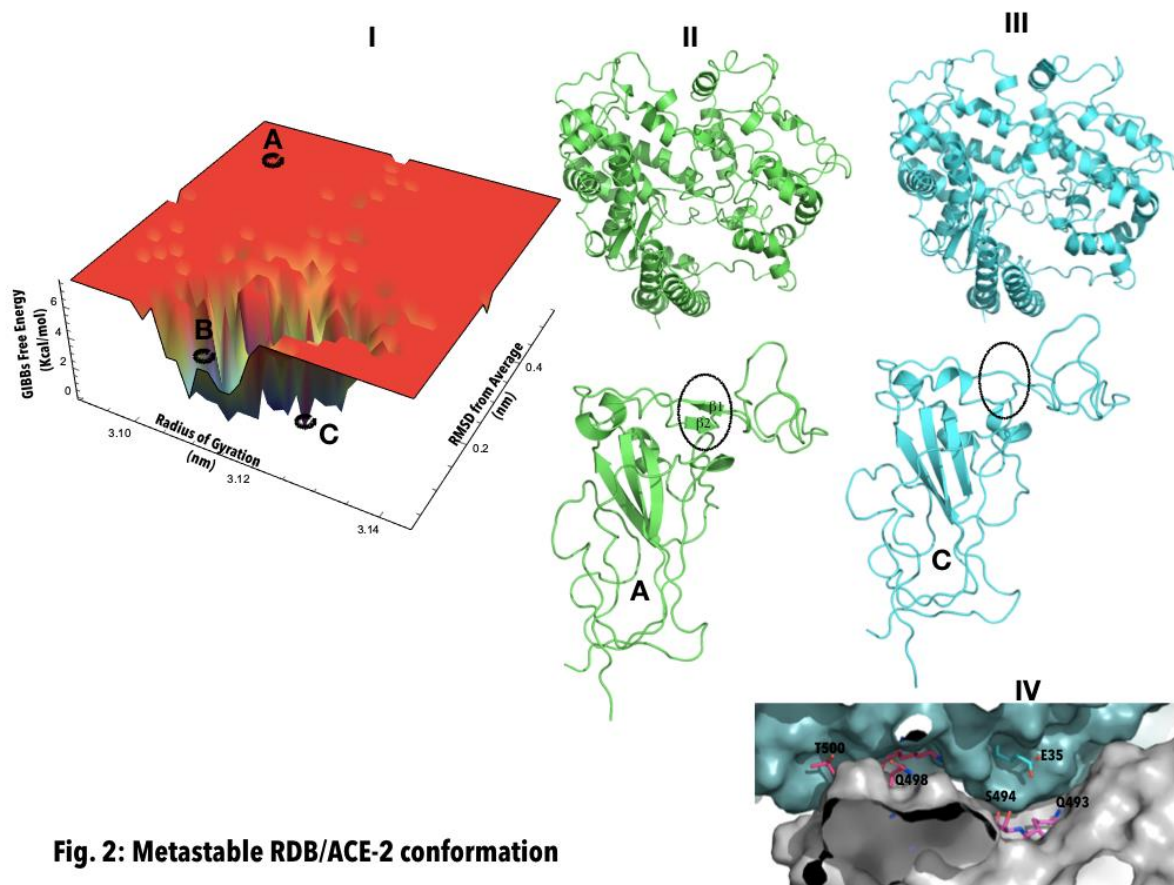 I
II
III
A
B
C
GIBBs Free Energy
(Kcal/mol)
6
4
2
0
3.10
3.12
3.14
Radius of Gyration
(nm)
RMSD from Average
(nm)
0.2
0.4
β1
β2
A
C
IV
T500
Q498
E35
S494
Q493
Fig. 2: Metastable RDB/ACE-2 conformation